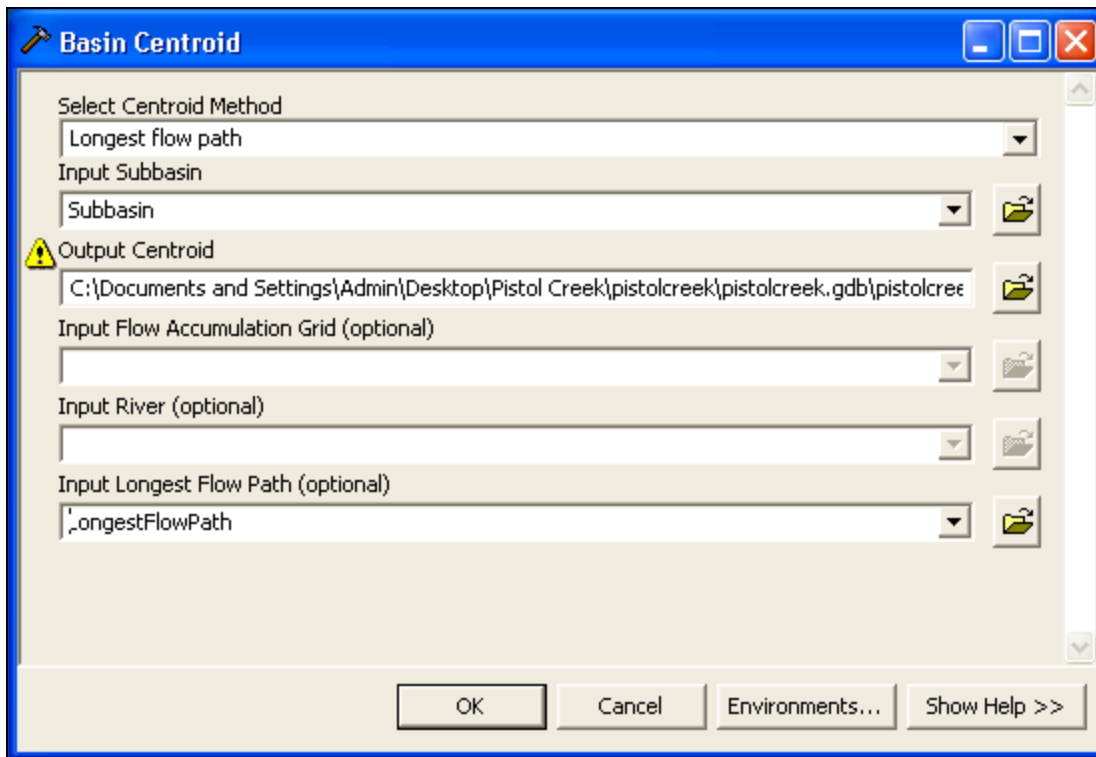 Basin Centroid
Select Centroid Method
Longest flow path
Input Subbasin
Subbasin
Output Centroid
C:\Documents and Settings\Admin\Desktop\Pistol Creek\pistolcreek\pistolcreek.gdb\pistolcree
Input Flow Accumulation Grid (optional)
Input River (optional)
Input Longest Flow Path (optional)
LongestFlowPath
OK
Cancel
Environments...
Show Help >>